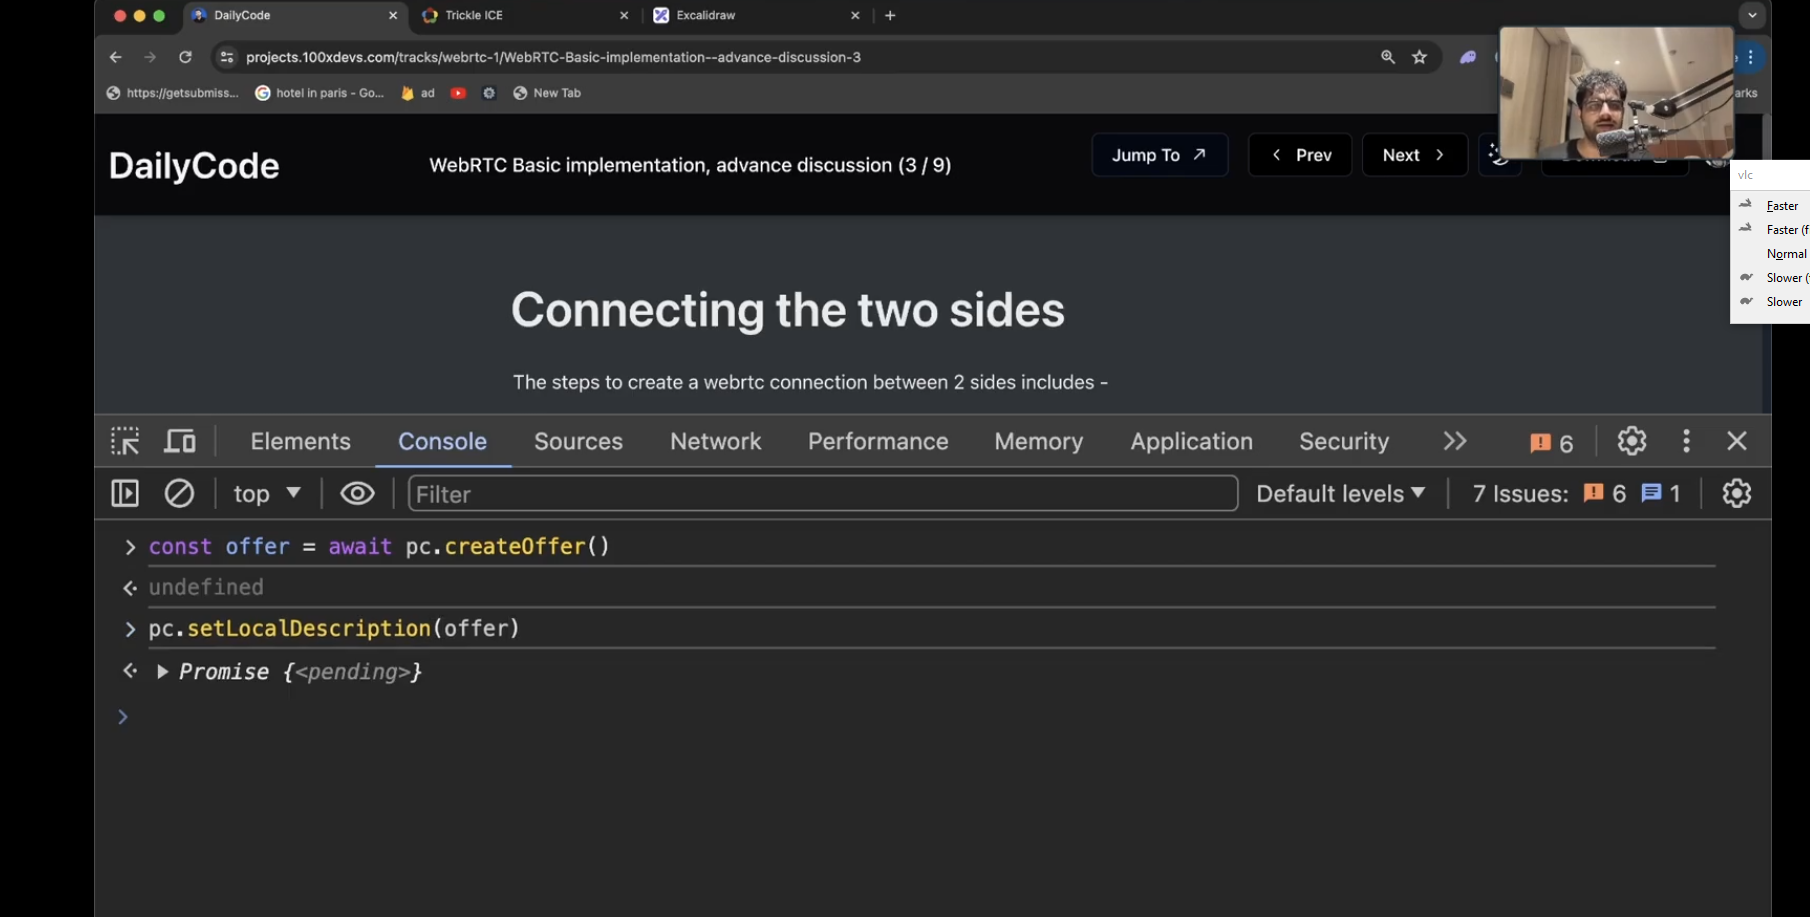 DailyCode
Trickle ICE
Excalidraw
projects.100xdevs.com/tracks/webrtc-1/WebRTC-Basic-implementation--advance-discussion-3
https://getsubmiss...
hotel in paris - Go...
ad
New Tab
arks
DailyCode
WebRTC Basic implementation, advance discussion (3 / 9)
Jump To
Prev
Next
vlc
Faster
Faster (f
Normal
Slower (
Slower
Connecting the two sides
The steps to create a webrtc connection between 2 sides includes -
Elements Console Sources Network Performance Memory Application Security 6
top Filter Default levels 7 Issues: 6 1
const offer = await pc.createOffer()
undefined
pc.setLocalDescription(offer)
Promise {<pending>}